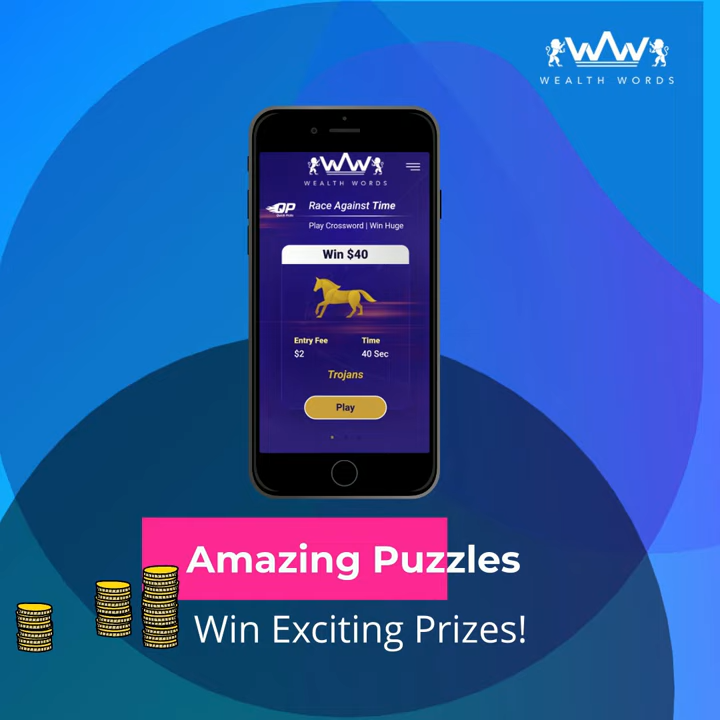 WAW
WEALTH WORDS
WAW
WEALTH WORDS
QP
Race Against Time
Play Crossword | Win Huge
Win $40
Entry Fee Time
$2 40 Sec
Trojans
Play
Amazing Puzzles
Win Exciting Prizes!